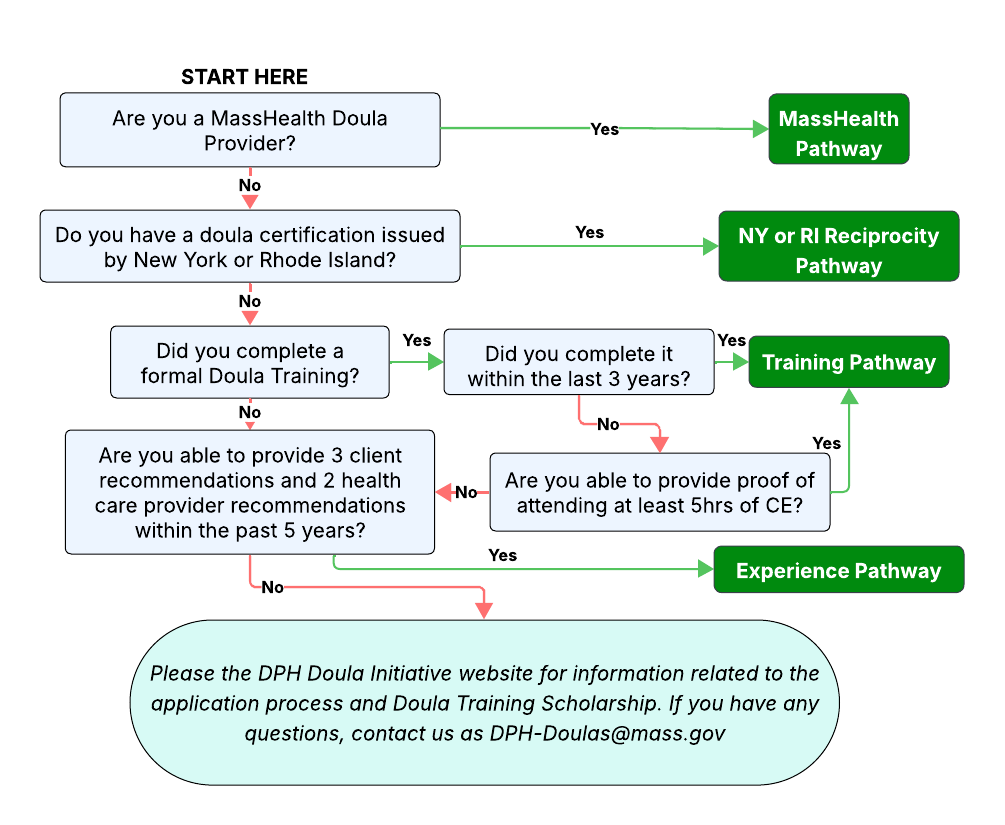 START HERE
Are you a MassHealth Doula
Provider?
Yes
MassHealth
Pathway
No
Do you have a doula certification issued
by New York or Rhode Island?
Yes
NY or RI Reciprocity
Pathway
No
Did you complete a
formal Doula Training?
Yes
Did you complete it
within the last 3 years?
Yes
Training Pathway
No
No
Are you able to provide 3 client
recommendations and 2 health
care provider recommendations
within the past 5 years?
No
Are you able to provide proof of
attending at least 5hrs of CE?
Yes
Yes
Experience Pathway
No
Please the DPH Doula Initiative website for information related to the
application process and Doula Training Scholarship. If you have any
questions, contact us as DPH-Doulas@mass.gov